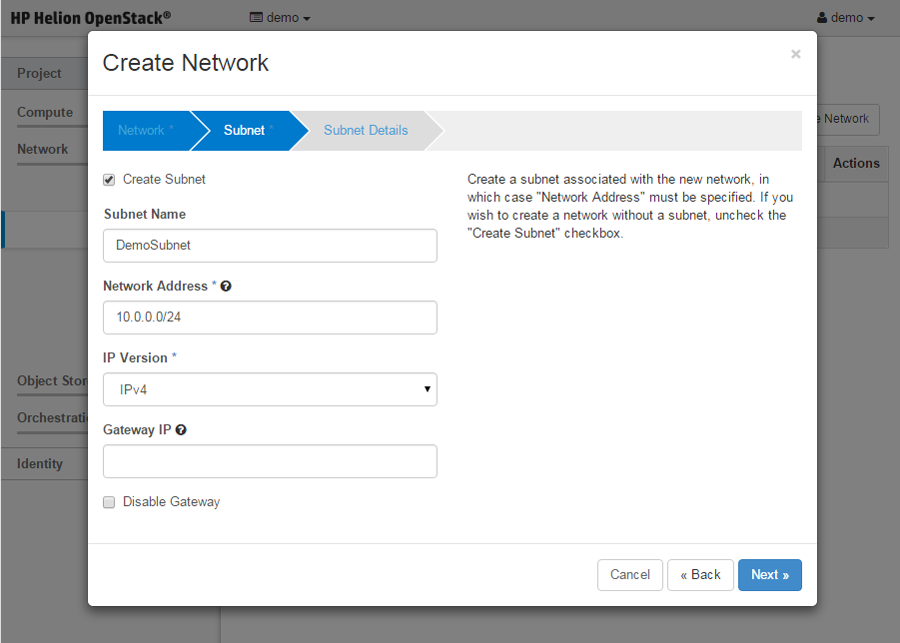 HP Helion OpenStack®
demo
demo
Project
Compute
Network
Object Stor
Orchestrati
Identity
e Network
Actions
Create Network
×
Network *
Subnet *
Subnet Details
Create Subnet
Subnet Name
DemoSubnet
Network Address *
10.0.0.0/24
IP Version *
IPv4
Gateway IP
Disable Gateway
Create a subnet associated with the new network, in
which case "Network Address" must be specified. If you
wish to create a network without a subnet, uncheck the
"Create Subnet" checkbox.
Cancel
« Back
Next »